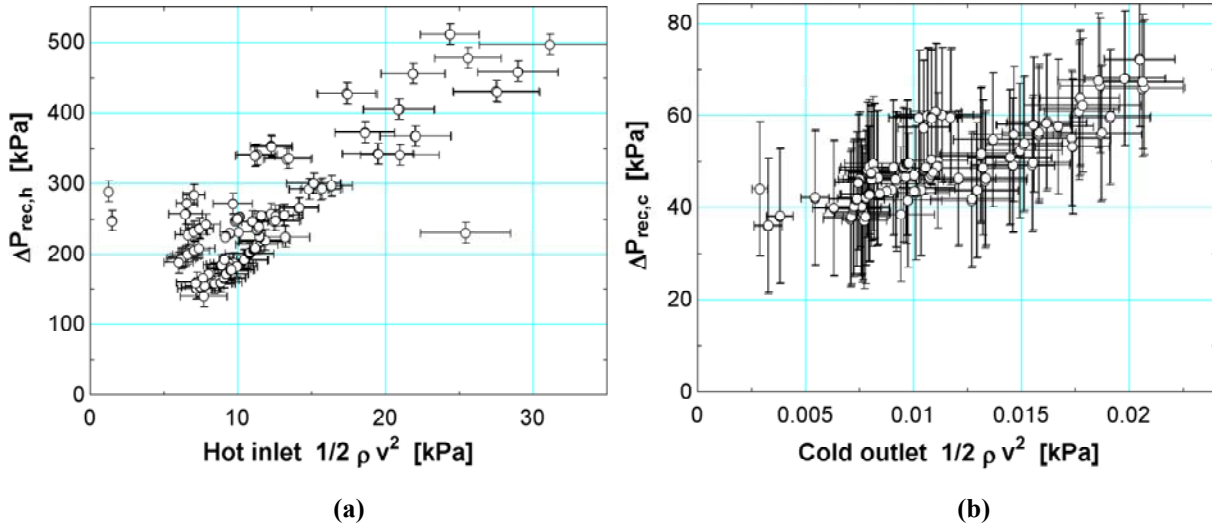 500
400
300
200
100
0
ΔP_rec,h [kPa]
0 10 20 30
Hot inlet 1/2 ρ v² [kPa]
(a)
80
60
40
20
0
ΔP_rec,c [kPa]
0 0.005 0.01 0.015 0.02
Cold outlet 1/2 ρ v² [kPa]
(b)